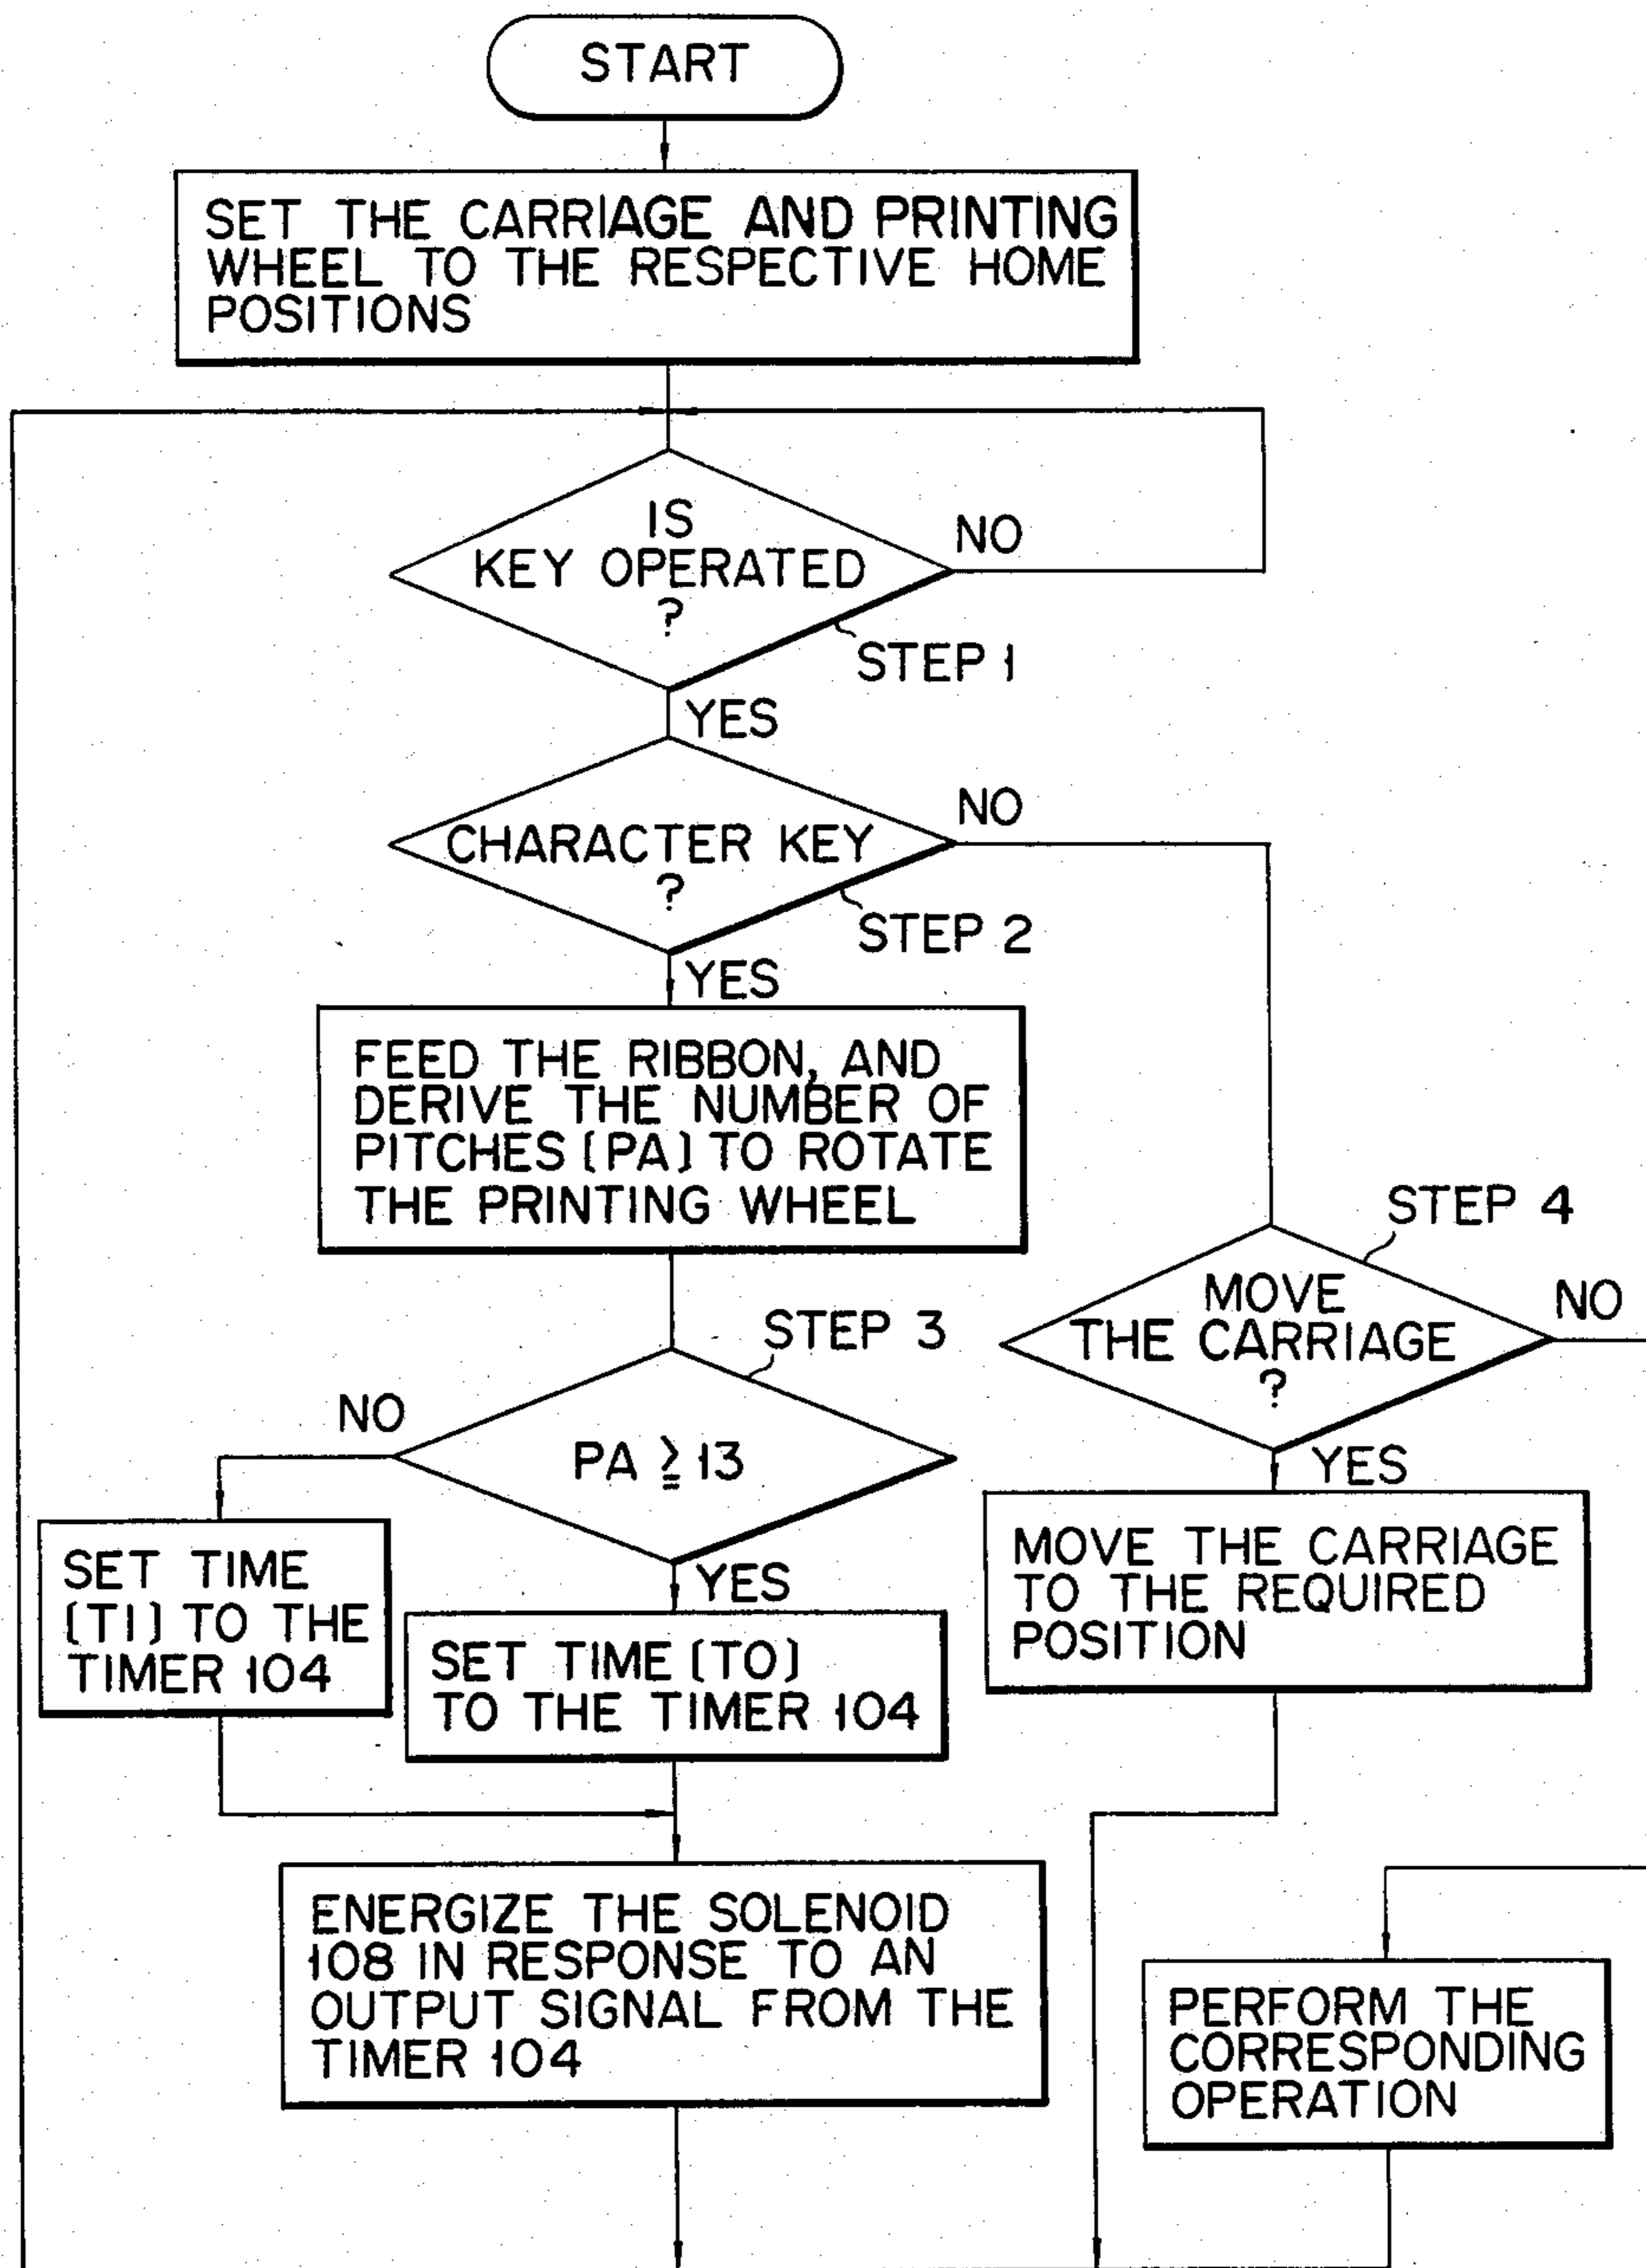 START
SET THE CARRIAGE AND PRINTING
WHEEL TO THE RESPECTIVE HOME
POSITIONS
IS
KEY OPERATED
?
NO
STEP 1
YES
CHARACTER KEY
?
NO
STEP 2
YES
FEED THE RIBBON, AND
DERIVE THE NUMBER OF
PITCHES [PA] TO ROTATE
THE PRINTING WHEEL
STEP 3
PA ≧ 13
NO
YES
SET TIME
[T1] TO THE
TIMER 104
SET TIME [TO]
TO THE TIMER 104
STEP 4
MOVE
THE CARRIAGE
?
NO
YES
MOVE THE CARRIAGE
TO THE REQUIRED
POSITION
ENERGIZE THE SOLENOID
108 IN RESPONSE TO AN
OUTPUT SIGNAL FROM THE
TIMER 104
PERFORM THE
CORRESPONDING
OPERATION